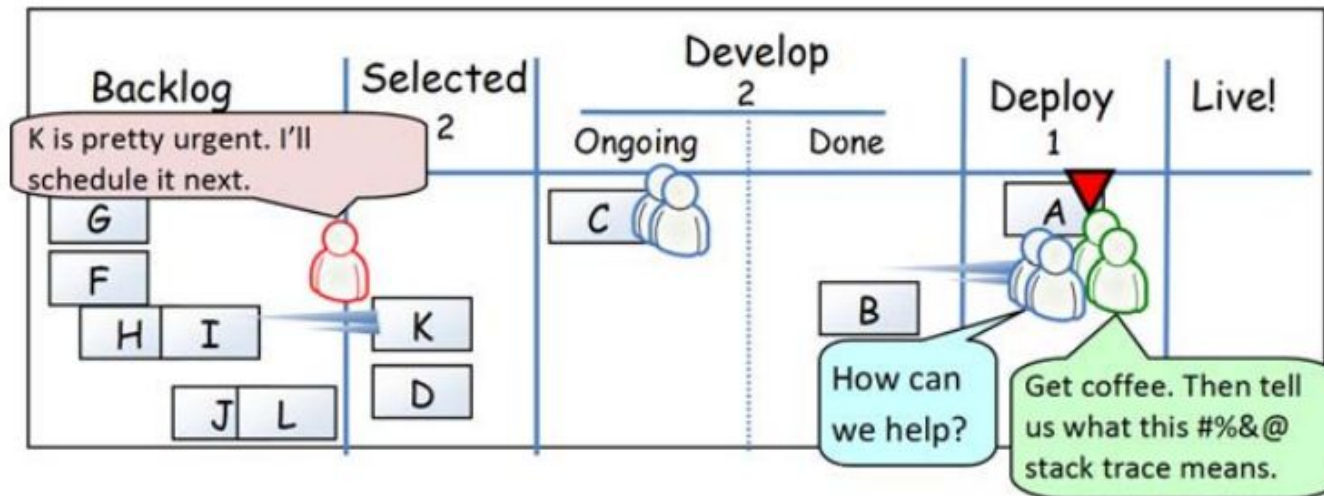 Backlog
Selected
2
Develop
2
Ongoing
Done
Deploy
1
Live!
K is pretty urgent. I'll
schedule it next.
G
F
H I
J L
K
D
C
B
A
How can
we help?
Get coffee. Then tell
us what this #%&@
stack trace means.